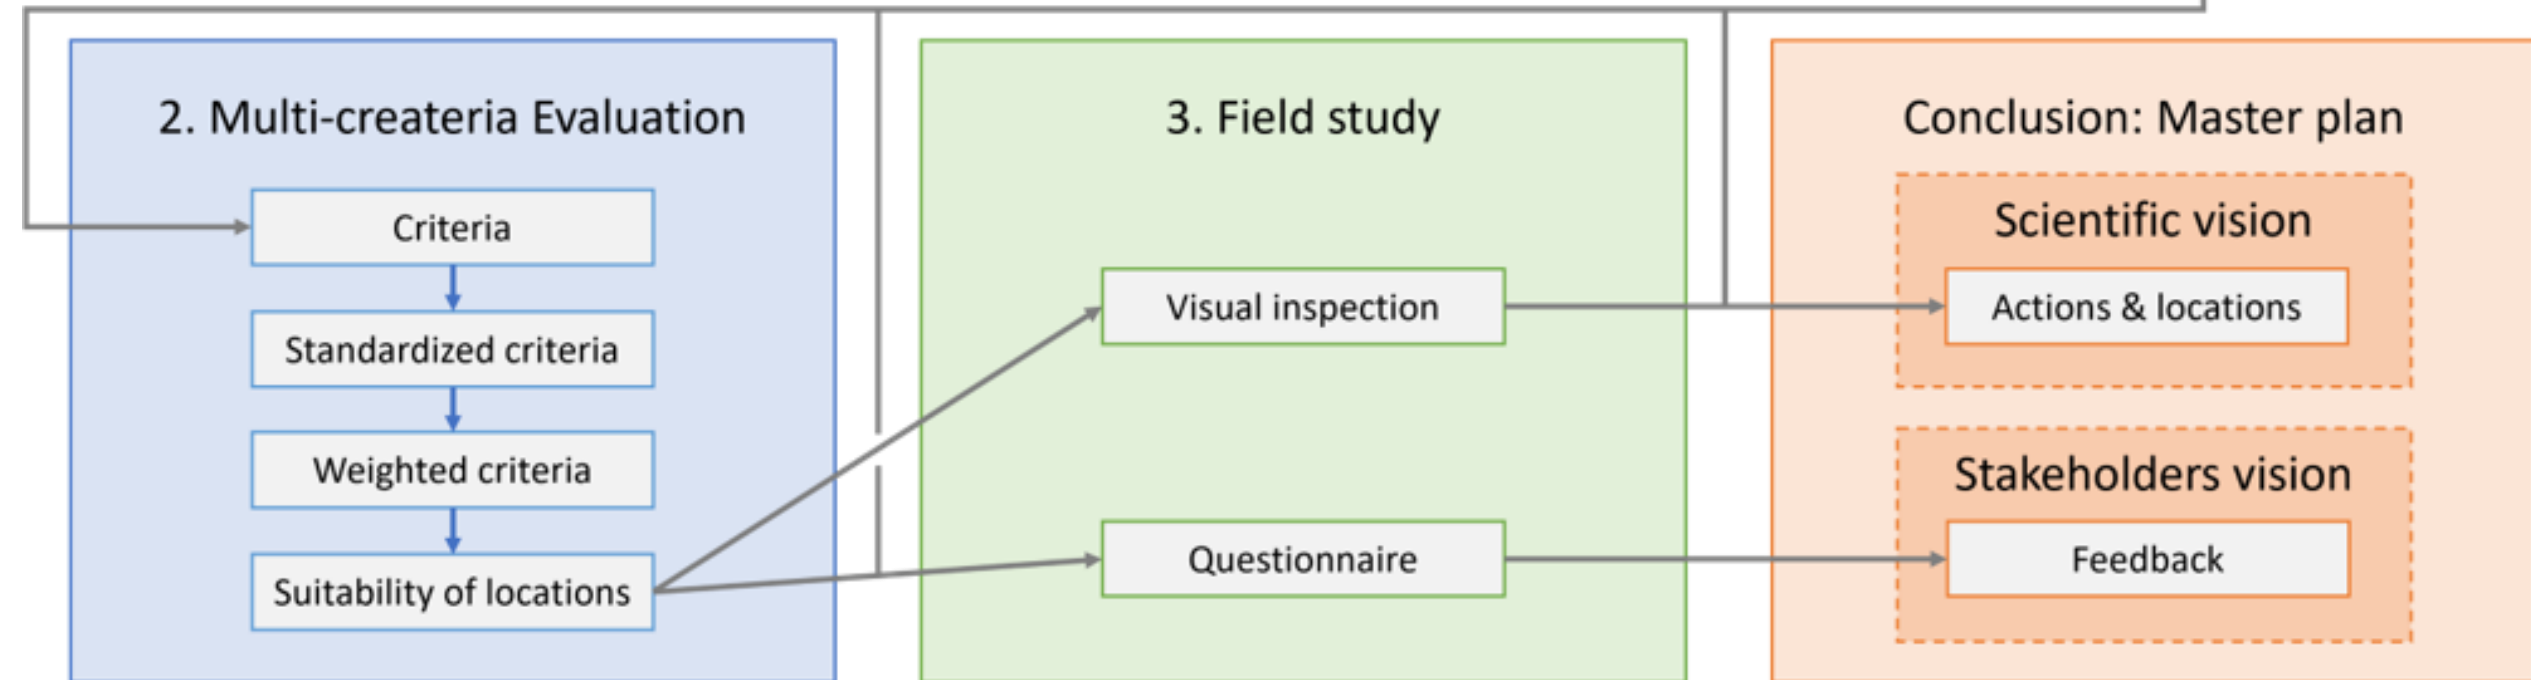 2. Multi-createria Evaluation
Criteria
Standardized criteria
Weighted criteria
Suitability of locations
3. Field study
Visual inspection
Questionnaire
Conclusion: Master plan
Scientific vision
Actions & locations
Stakeholders vision
Feedback